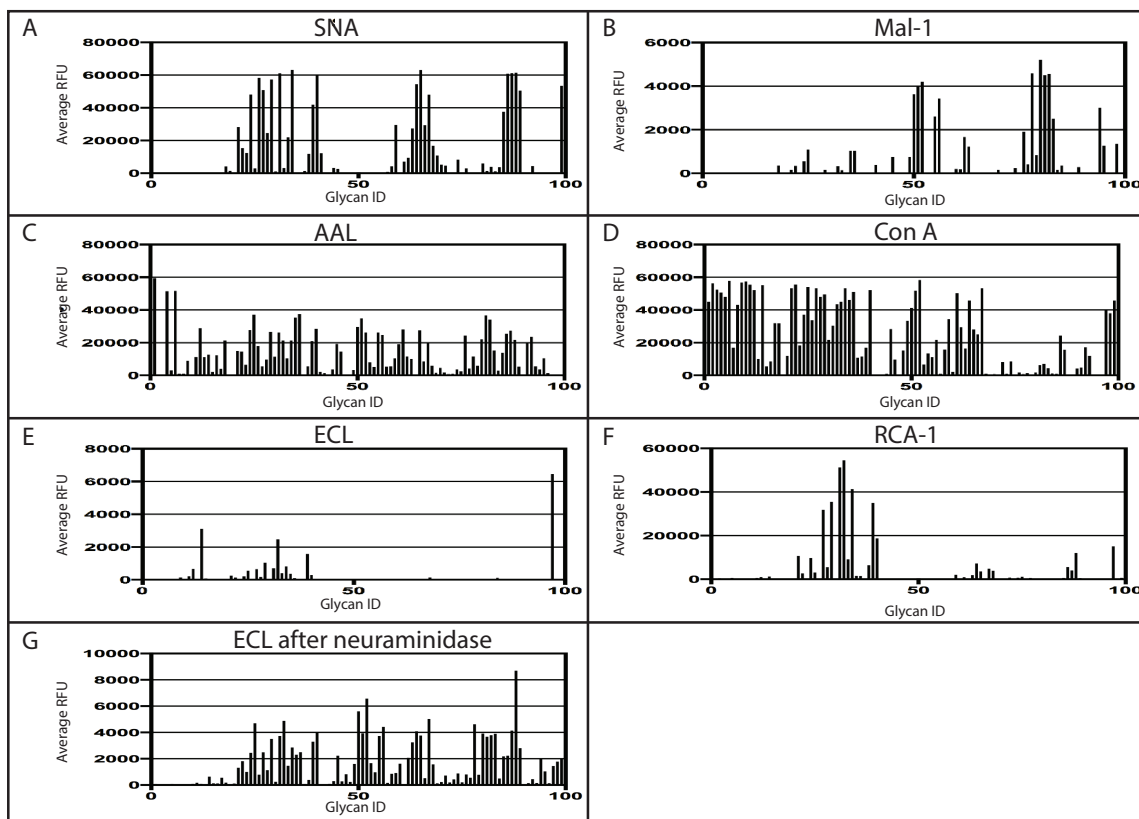 A
SNA
80000
60000
40000
20000
0
Average RFU
0
50
100
Glycan ID
B
Mal-1
6000
4000
2000
0
Average RFU
0
50
100
Glycan ID
C
AAL
80000
60000
40000
20000
0
Average RFU
0
50
100
Glycan ID
D
Con A
80000
60000
40000
20000
0
Average RFU
0
50
100
Glycan ID
E
ECL
8000
6000
4000
2000
0
Average RFU
0
50
100
Glycan ID
F
RCA-1
60000
40000
20000
0
Average RFU
0
50
100
Glycan ID
G
ECL after neuraminidase
10000
8000
6000
4000
2000
0
Average RFU
0
50
100
Glycan ID